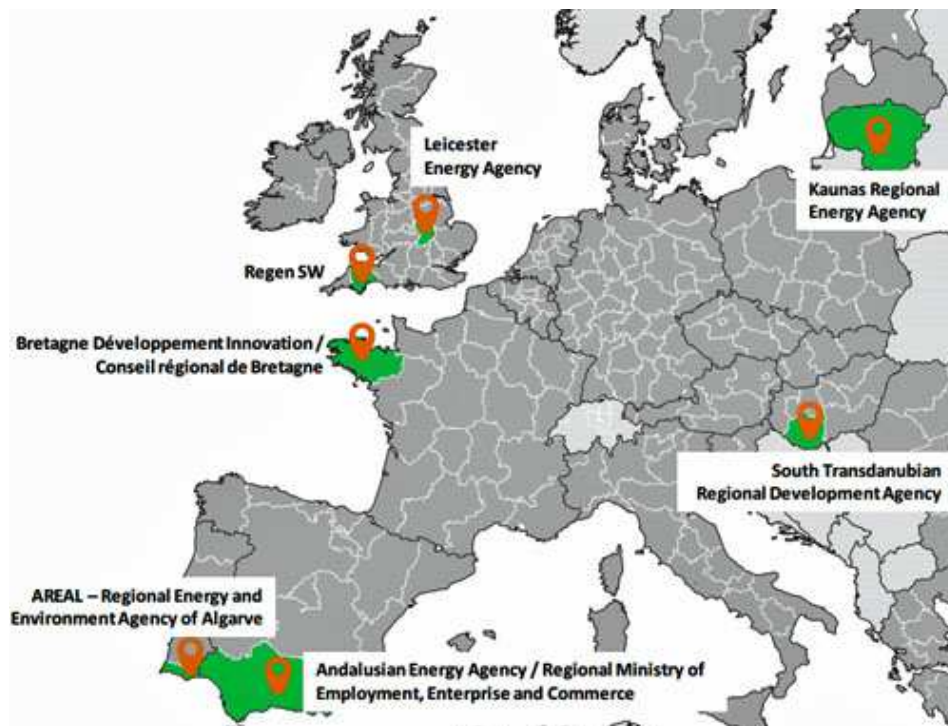 Leicester
Energy Agency
Kaunas Regional
Energy Agency
Regen SW
Bretagne Développement Innovation /
Conseil régional de Bretagne
South Transdanubian
Regional Development Agency
AREAL – Regional Energy and
Environment Agency of Algarve
Andalusian Energy Agency / Regional Ministry of
Employment, Enterprise and Commerce